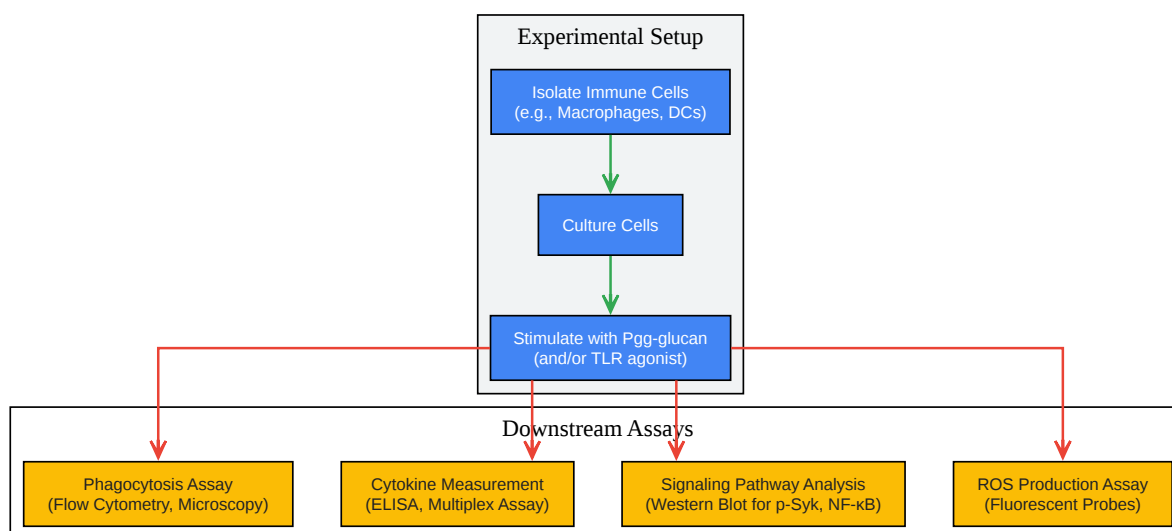 Experimental Setup
Isolate Immune Cells
(e.g., Macrophages, DCs)
Culture Cells
Stimulate with Pgg-glucan
(and/or TLR agonist)
Downstream Assays
Phagocytosis Assay
(Flow Cytometry, Microscopy)
Cytokine Measurement
(ELISA, Multiplex Assay)
Signaling Pathway Analysis
(Western Blot for p-Syk, NF-κB)
ROS Production Assay
(Fluorescent Probes)